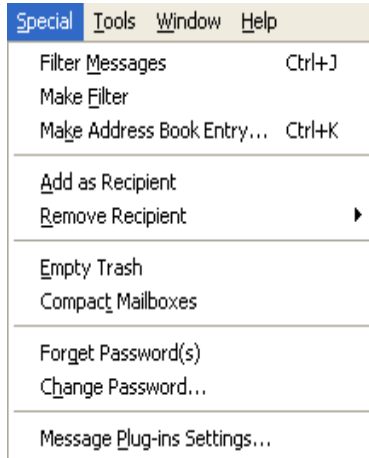 Special Tools Window Help
Filter Messages Ctrl+J
Make Filter
Make Address Book Entry... Ctrl+K
Add as Recipient
Remove Recipient
Empty Trash
Compact Mailboxes
Forget Password(s)
Change Password...
Message Plug-ins Settings...